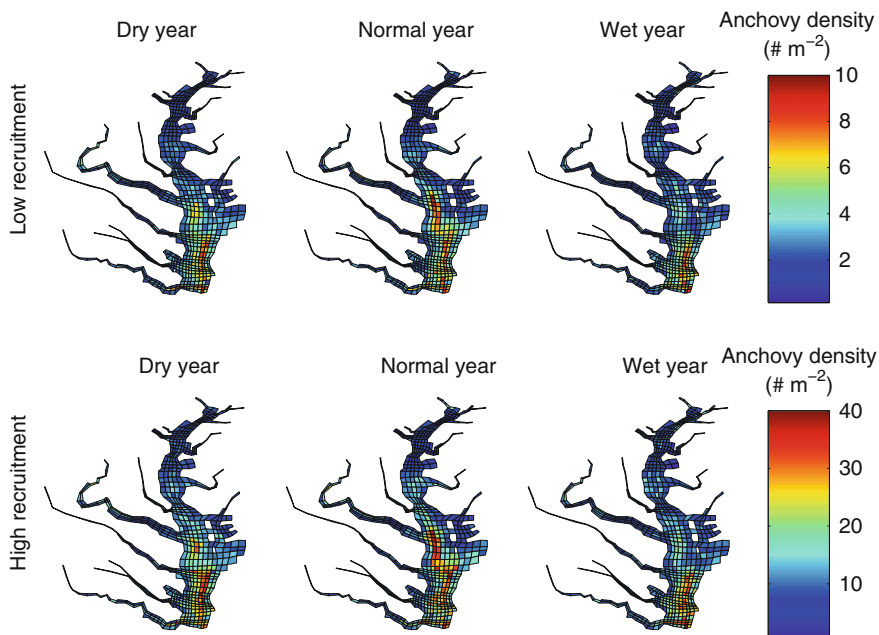 Dry year
Normal year
Wet year
Anchovy density
(# m⁻²)
Low recruitment
10
8
6
4
2
Dry year
Normal year
Wet year
Anchovy density
(# m⁻²)
High recruitment
40
30
20
10